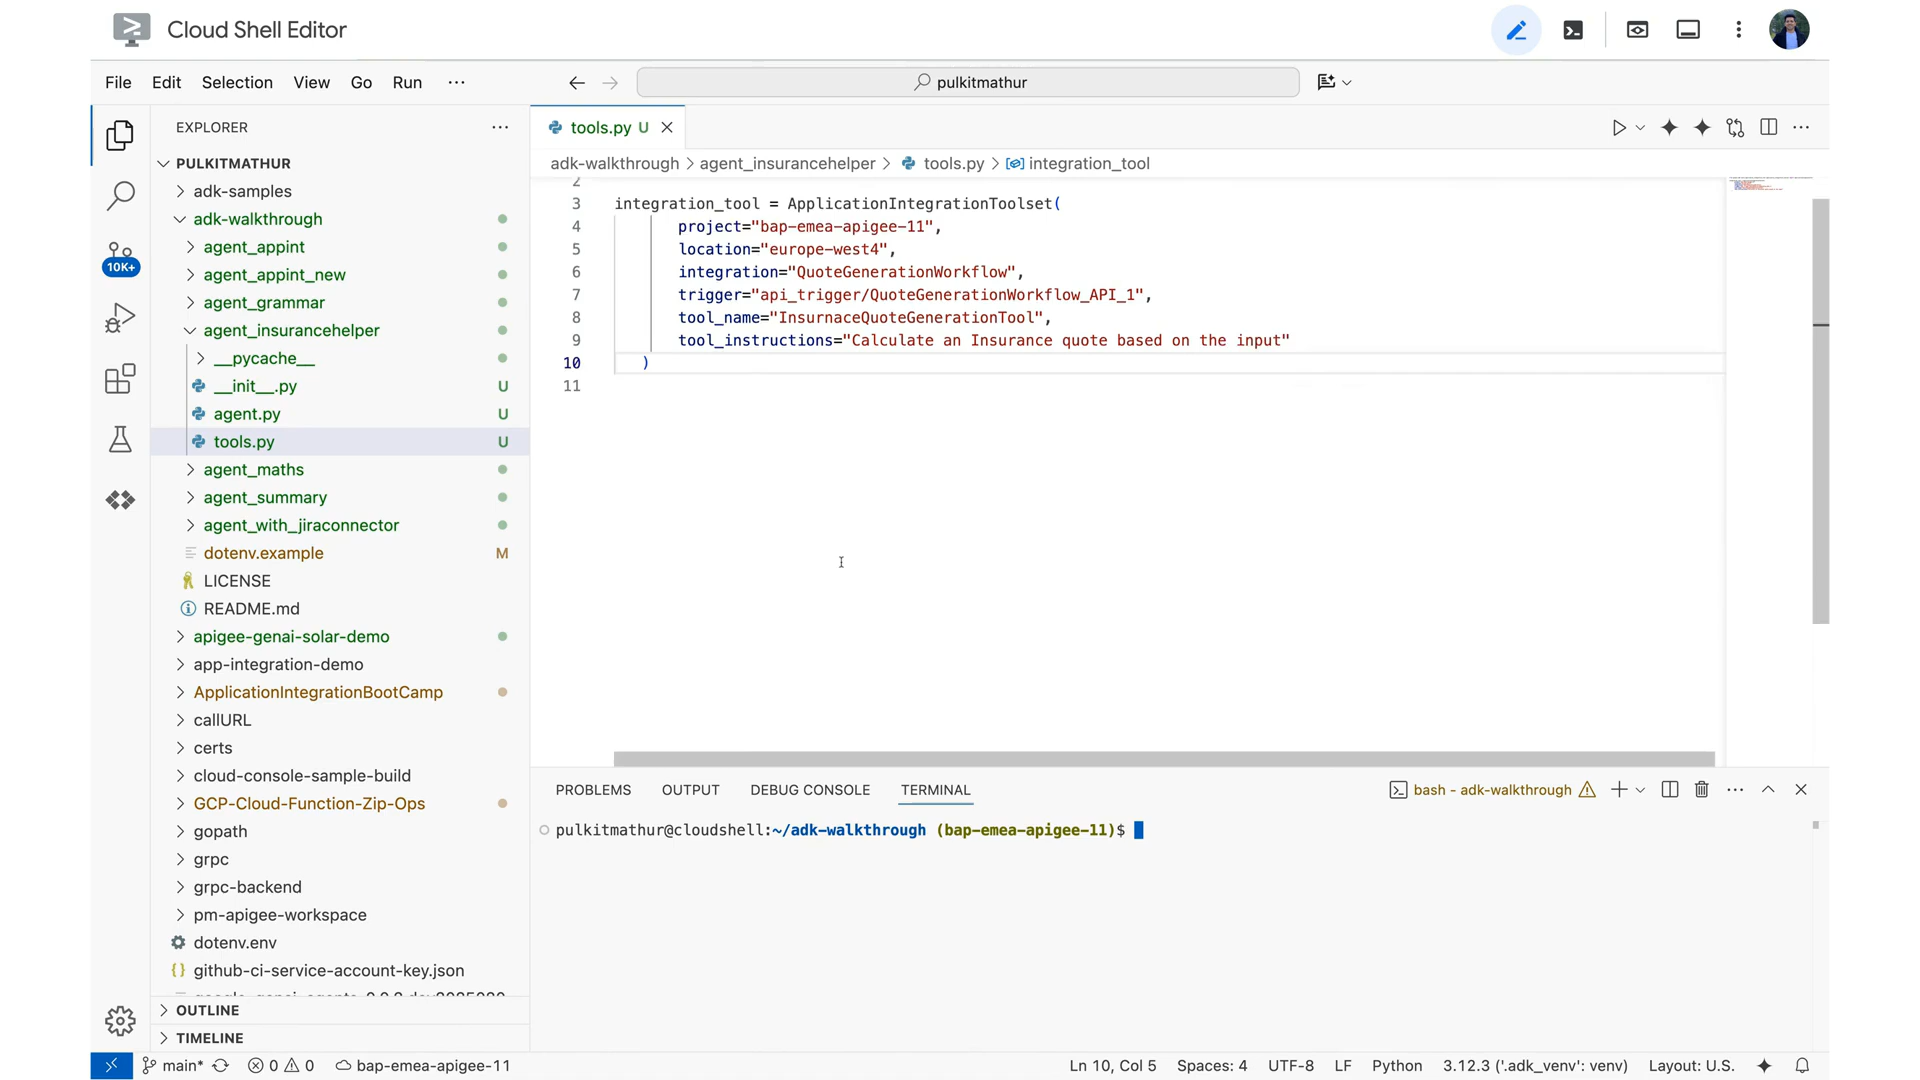 Cloud Shell Editor
File Edit Selection View Go Run ···
pulkitmathur
EXPLORER
PULKITMATHUR
adk-samples
adk-walkthrough
agent_appint
agent_appint_new
agent_grammar
agent_insurancehelper
__pycache__
__init__.py U
agent.py U
tools.py U
agent_maths
agent_summary
agent_with_jiraconnector
dotenv.example M
LICENSE
README.md
apigee-genai-solar-demo
app-integration-demo
ApplicationIntegrationBootCamp
callURL
certs
cloud-console-sample-build
GCP-Cloud-Function-Zip-Ops
gopath
grpc
grpc-backend
pm-apigee-workspace
dotenv.env
github-ci-service-account-key.json
OUTLINE
TIMELINE
10K+
tools.py U
adk-walkthrough > agent_insurancehelper > tools.py > integration_tool
2
3 integration_tool = ApplicationIntegrationToolset(
4 project="bap-emea-apigee-11",
5 location="europe-west4",
6 integration="QuoteGenerationWorkflow",
7 trigger="api_trigger/QuoteGenerationWorkflow_API_1",
8 tool_name="InsurnaceQuoteGenerationTool",
9 tool_instructions="Calculate an Insurance quote based on the input"
10 )
11
PROBLEMS OUTPUT DEBUG CONSOLE TERMINAL
bash - adk-walkthrough
pulkitmathur@cloudshell:~/adk-walkthrough (bap-emea-apigee-11)$
main* 0 0 bap-emea-apigee-11
Ln 10, Col 5 Spaces: 4 UTF-8 LF Python 3.12.3 ('.adk_venv': venv) Layout: U.S.